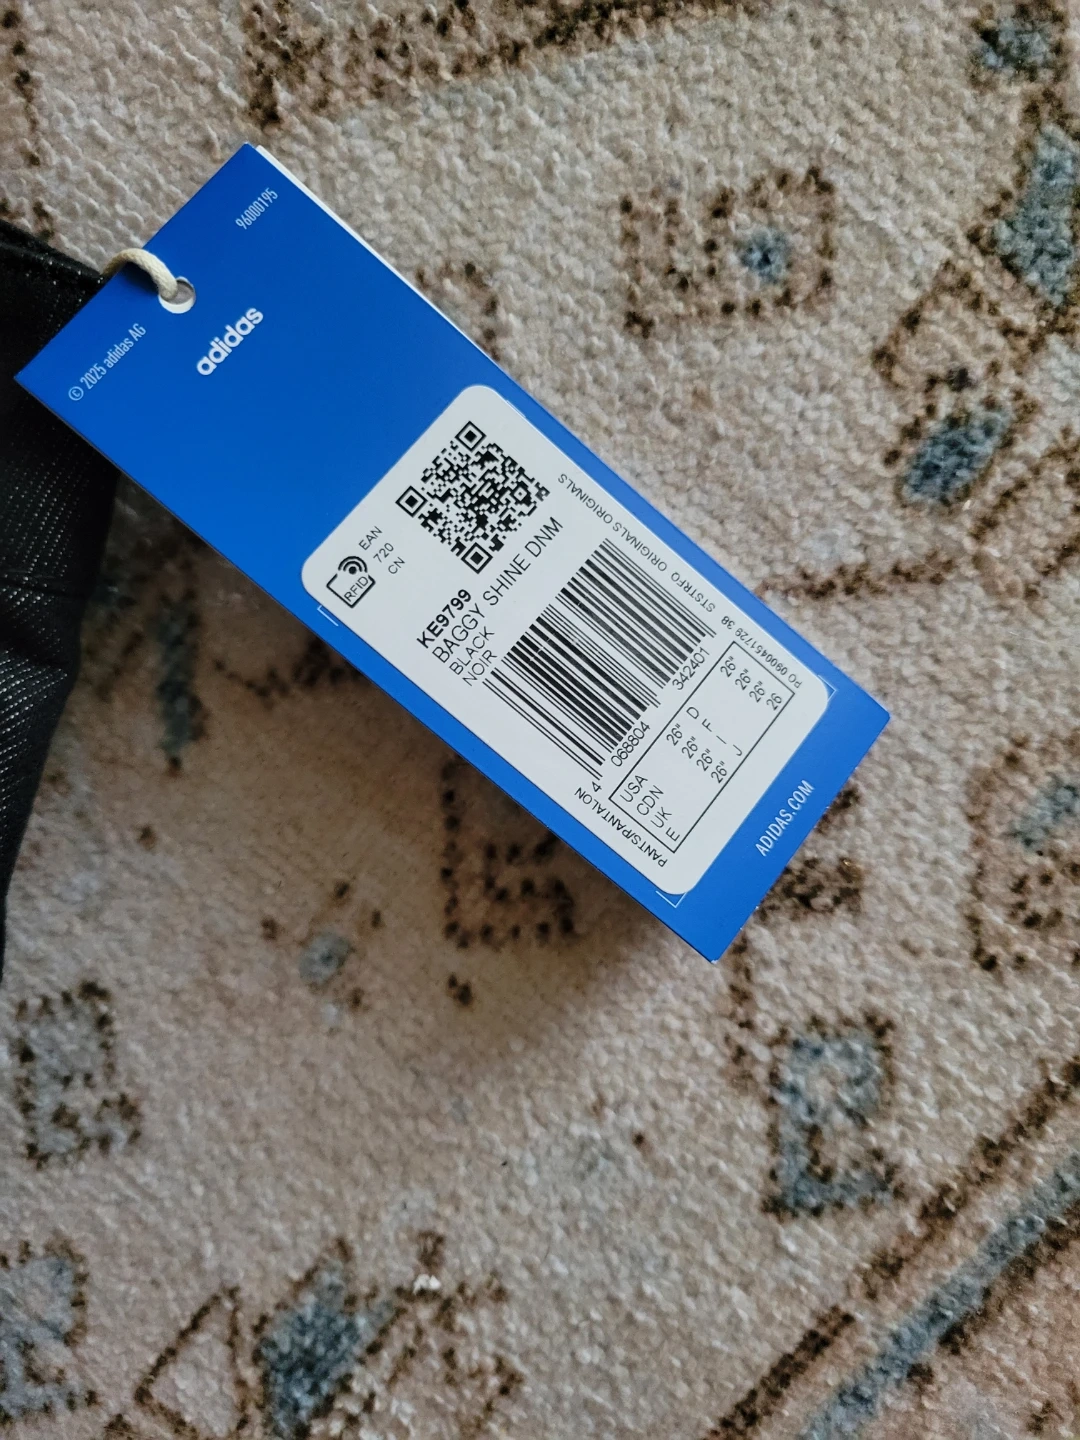 96000195
© 2025 adidas AG
adidas
RFID
EAN
720
CN
KE9799
BAGGY SHINE DNM
BLACK
NOIR
STSTRFO ORIGINALS ORIGINALS
4 068804 342401
PANTS/PANTALON
PO 0900451729 38
USA 26" D 26"
CDN 26" F 26"
UK 26" I 26"
E 26" J 26
ADIDAS.COM